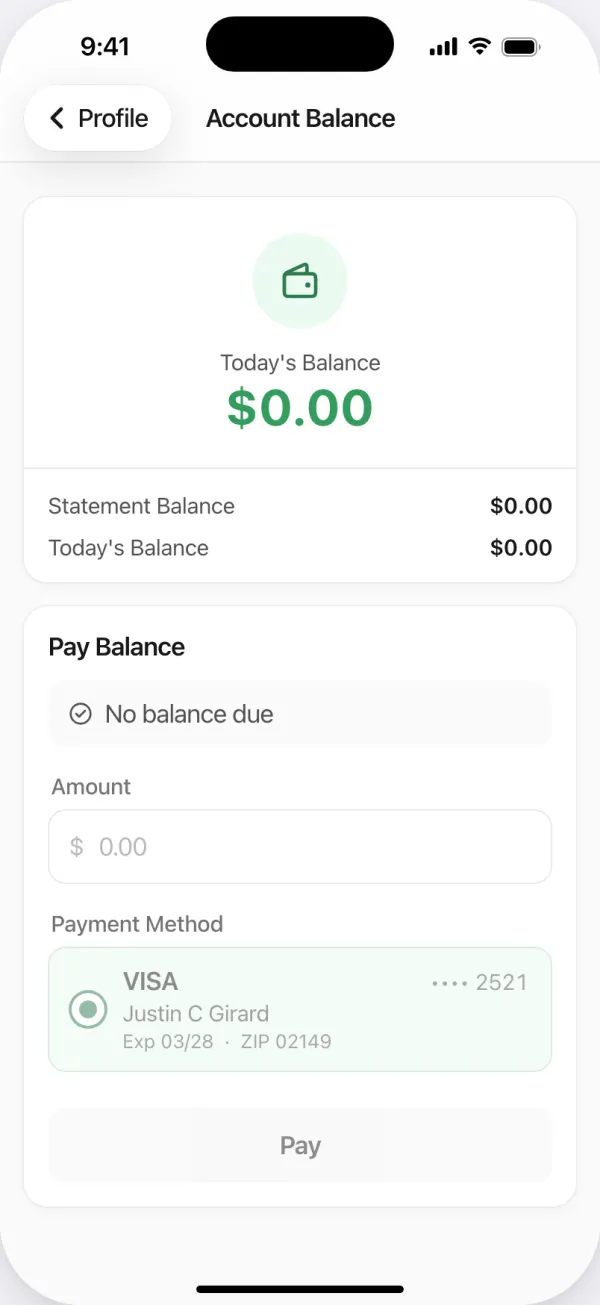 9:41
Profile
Account Balance
Today's Balance
$0.00
Statement Balance $0.00
Today's Balance $0.00
Pay Balance
No balance due
Amount
$ 0.00
Payment Method
VISA •••• 2521
Justin C Girard
Exp 03/28 · ZIP 02149
Pay